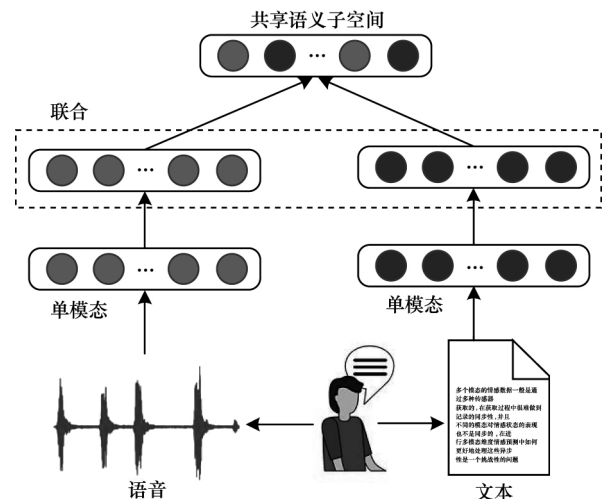 共享语义子空间
联合
单模态
单模态
多个模态的情感数据一般是通
过多种传感器
获取的,在获取过程中很难做到
记录的同步性,并且
不同的模态对情感状态的表现
也不是同步的,在进
行多模态维度情感预测中如何
更好地处理这些异步
性是一个挑战性的问题
语音
文本